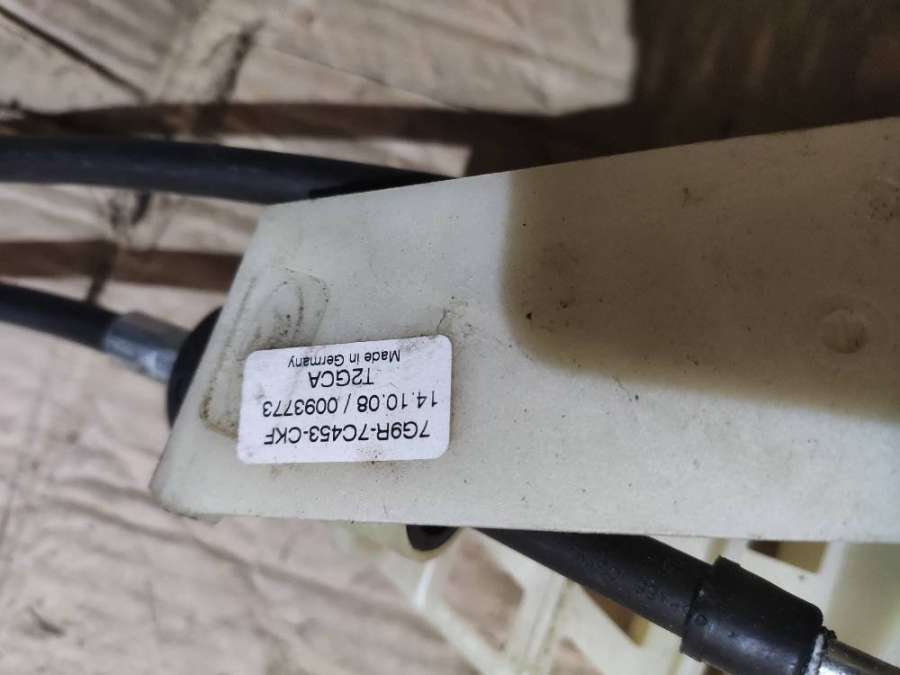 7G9R-7C453-CKF
14.10.08 / 0093773
T2GCA
Made in Germany